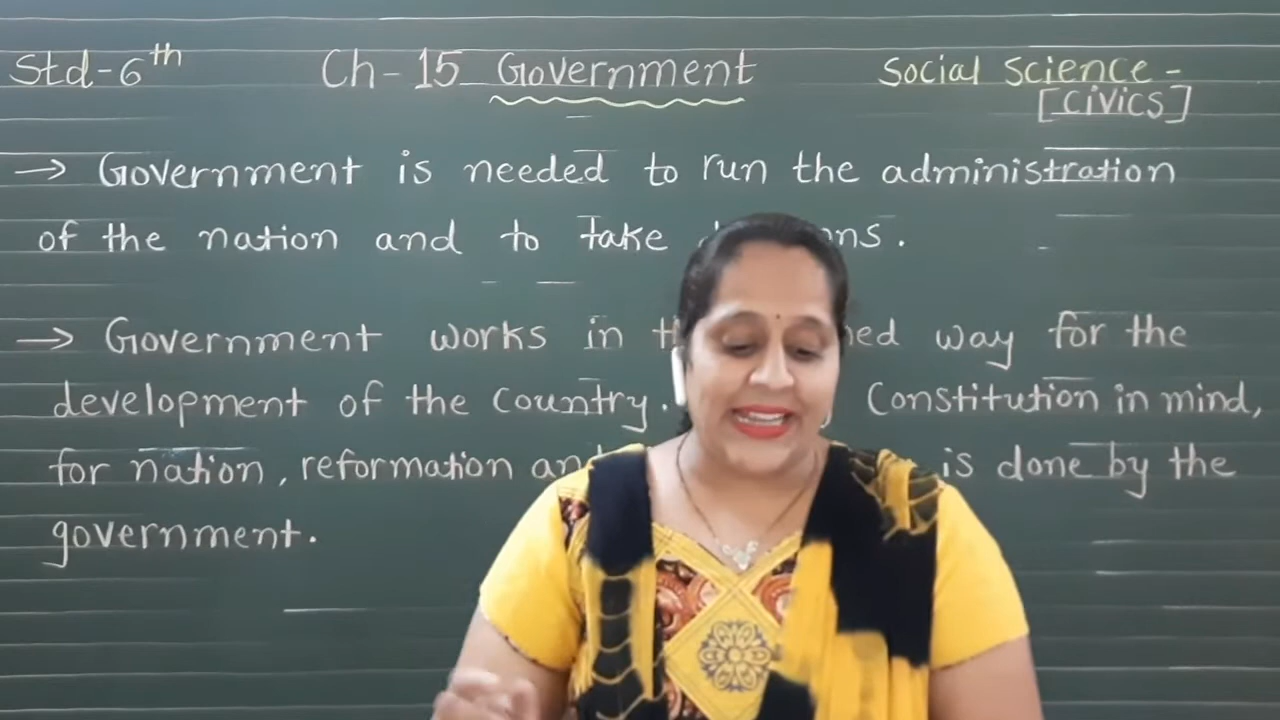 Std-6th Ch-15 Government Social Science-
[Civics]
→ Government is needed to run the administration
of the nation and to take
→ Government works in way for the
development of the country. Constitution in mind,
for nation, reformation is done by the
government.